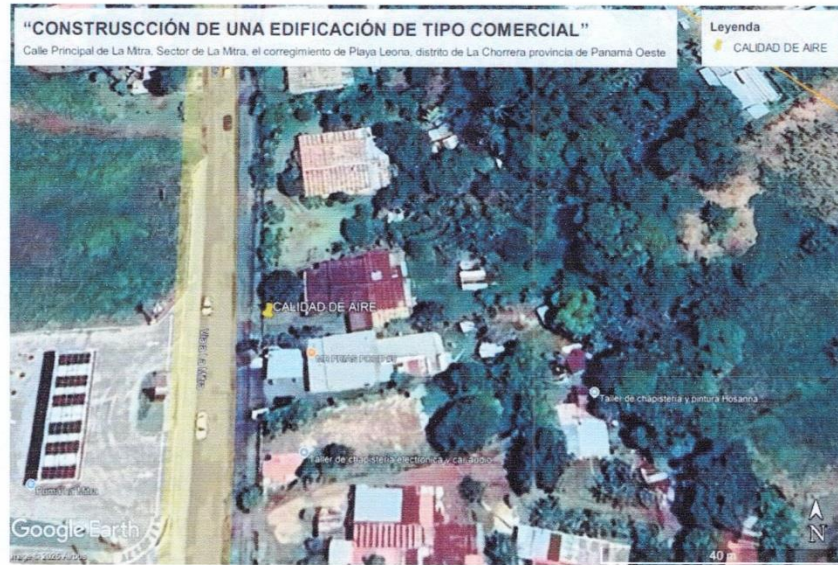 “CONSTRUSCCIÓN DE UNA EDIFICACIÓN DE TIPO COMERCIAL”
Calle Principal de La Mitra, Sector de La Mitra, el corregimiento de Playa Leona, distrito de La Chorrera provincia de Panamá Oeste
Leyenda
CALIDAD DE AIRE
CALIDAD DE AIRE
Taller de chapistería y pintura Hosanna
Taller de chapistería electronica y car audio
Google Earth
N
40 m